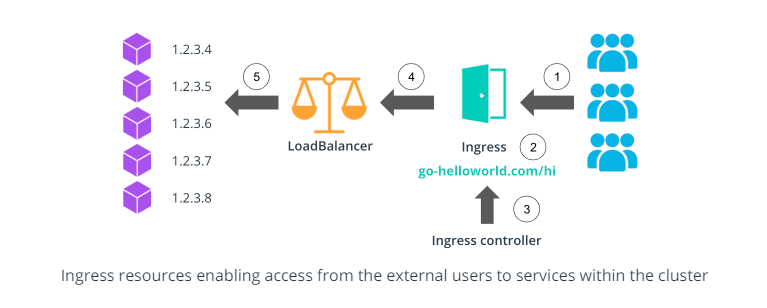 1.2.3.4
1.2.3.5
1.2.3.6
1.2.3.7
1.2.3.8
5
LoadBalancer
4
1
Ingress 2
go-helloworld.com/hi
3
Ingress controller
Ingress resources enabling access from the external users to services within the cluster